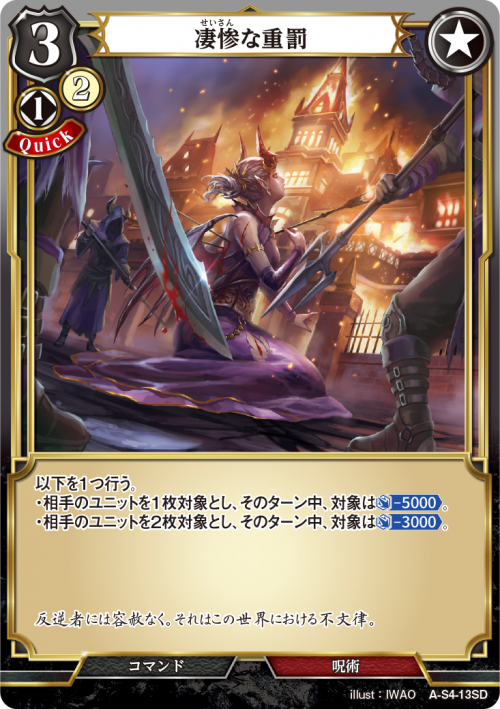 3
せいさん
凄惨な重罰
1
2
Quick
以下を1つ行う。
・相手のユニットを1枚対象とし、そのターン中、対象は-5000。
・相手のユニットを2枚対象とし、そのターン中、対象は-3000。
反逆者には容赦なく。それはこの世界における不文律。
コマンド
呪術
illust：IWAO A-S4-13SD